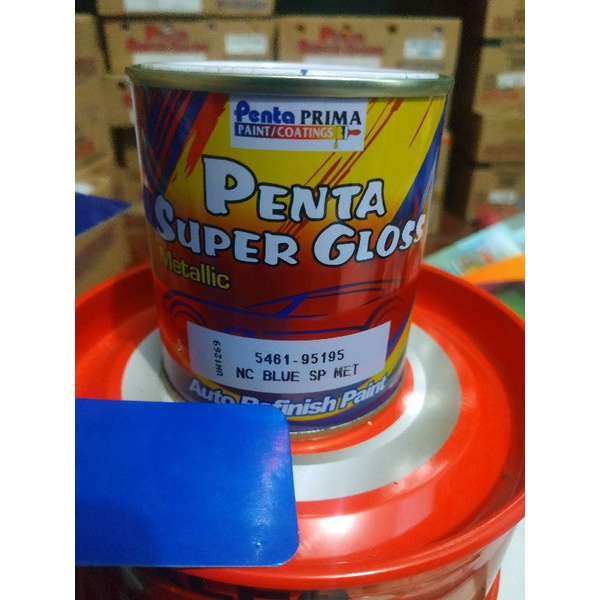 Penta PRIMA
PAINT/COATINGS
PENTA
SUPER GLOSS
Metallic
UH1269
5461-95195
NC BLUE SP MET
Auto Refinish Paint